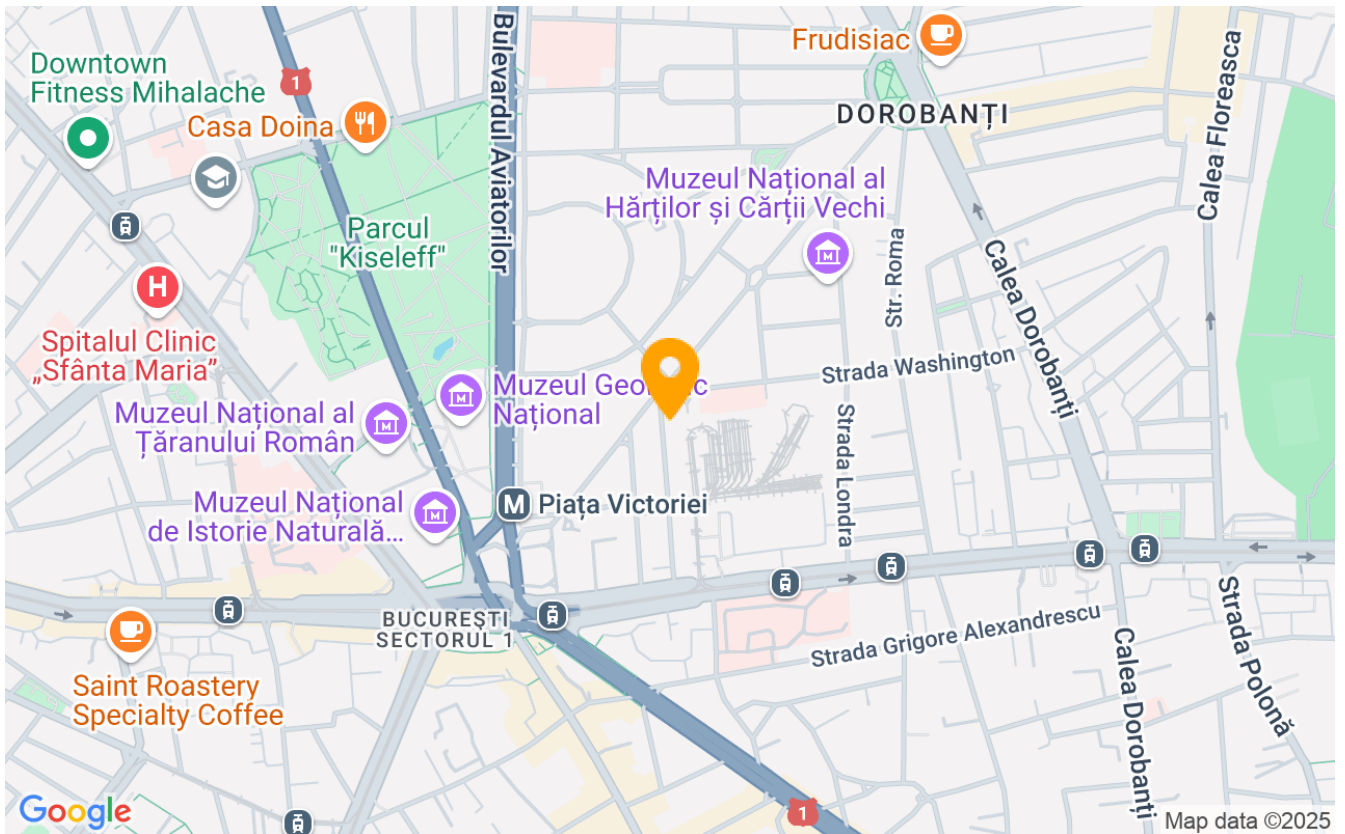 Frudisiac
Downtown
Fitness Mihalache
1
Bulevardul Aviatorilor
Calea Floreasca
Casa Doina
DOROBANȚI
Muzeul Național al
Hărților și Cărții Vechi
Parcul
"Kiseleff"
Str. Roma
Calea Dorobanți
H
Spitalul Clinic
„Sfânta Maria”
Strada Washington
Muzeul Geologic
Național
Muzeul Național al
Țăranului Român
Strada Londra
Muzeul Național
de Istorie Naturală...
M
Piața Victoriei
BUCUREȘTI
SECTORUL 1
Strada Grigore Alexandrescu
Calea Dorobanți
Strada Polonă
Saint Roastery
Specialty Coffee
1
Google
Map data ©2025